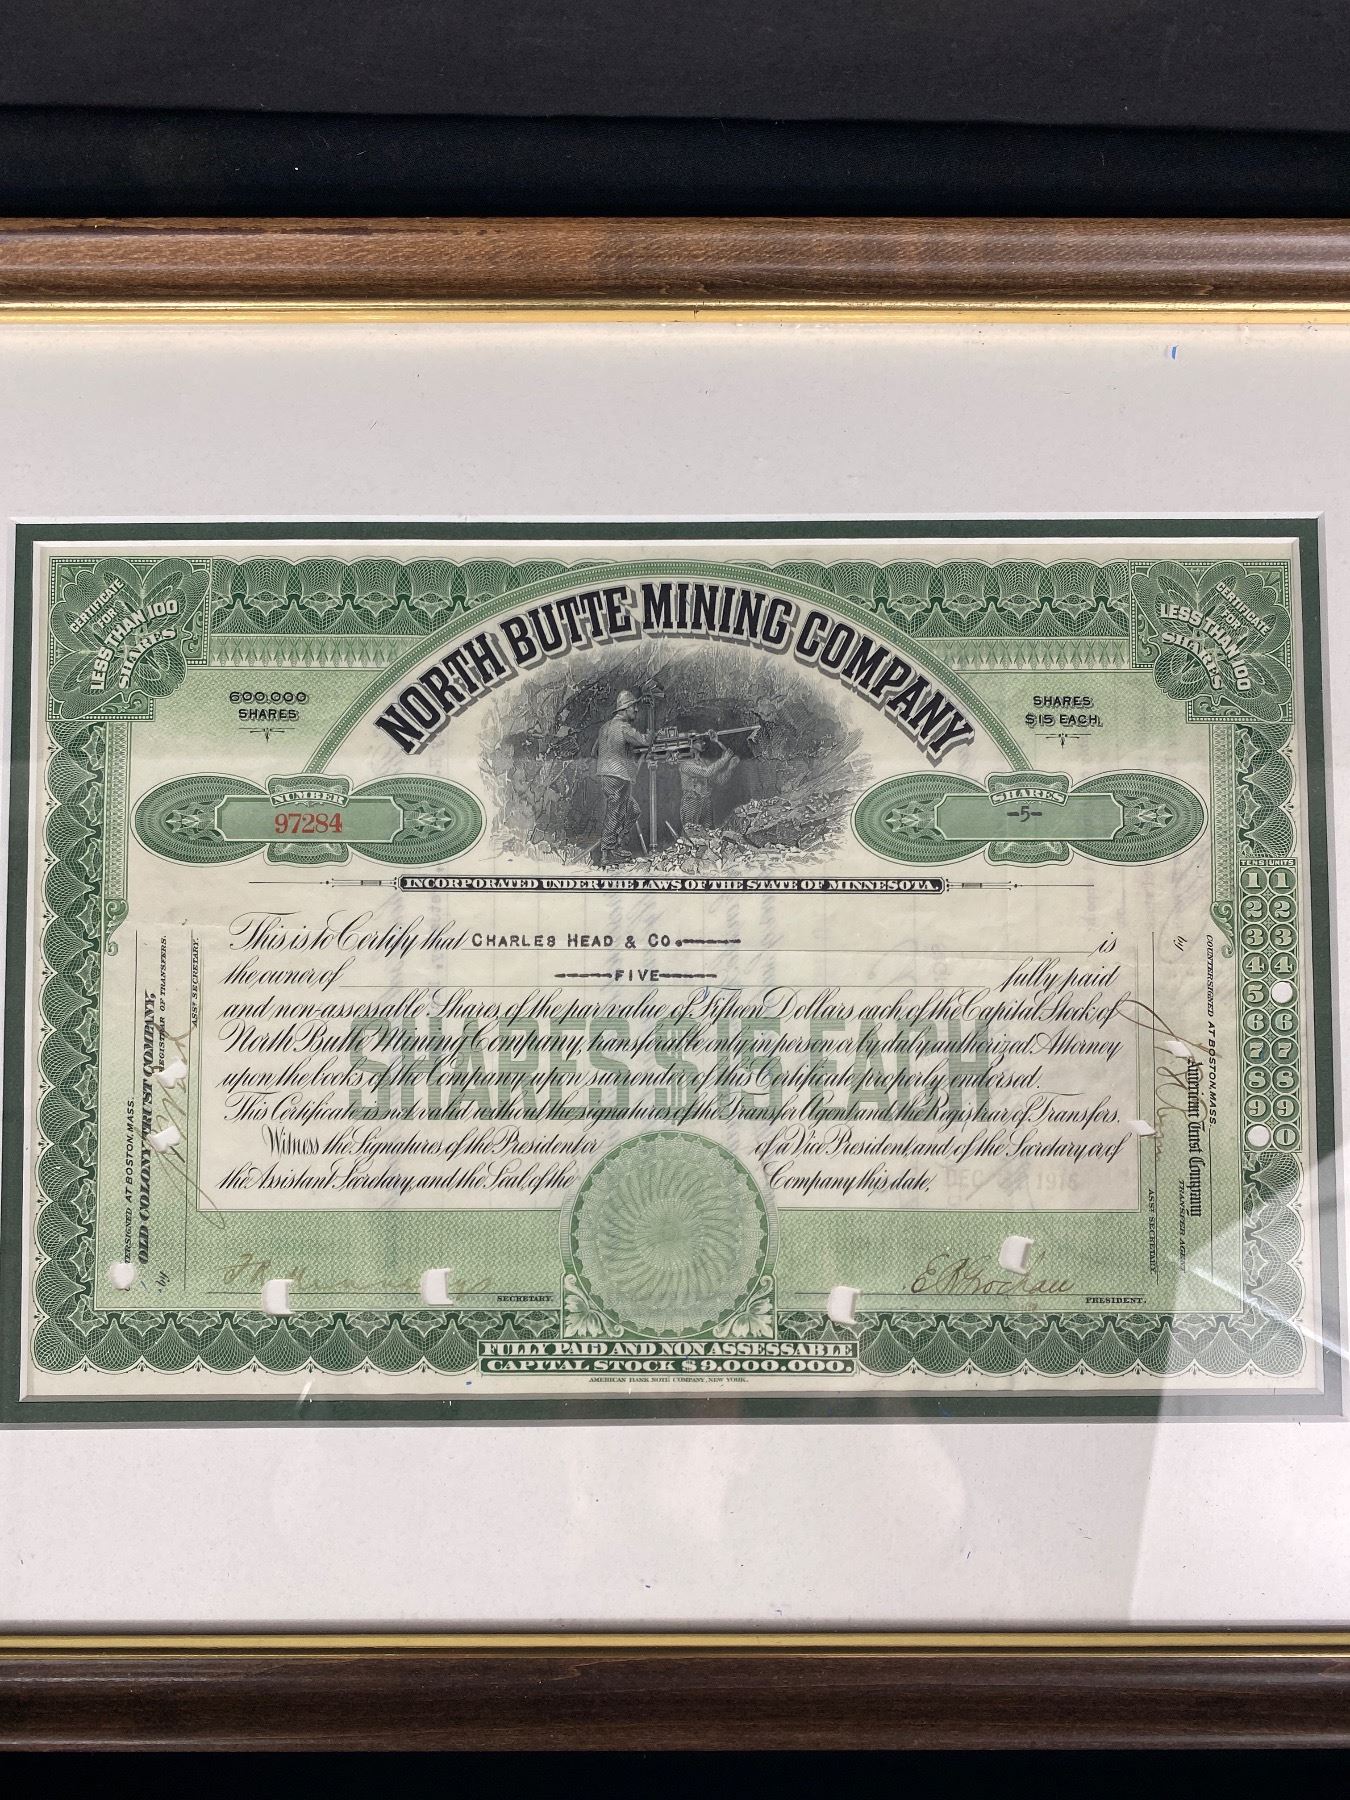 CERTIFICATE
FOR
LESS THAN 100
SHARES
CERTIFICATE
FOR
LESS THAN 100
SHARES
NORTH BUTTE MINING COMPANY
600,000
SHARES
SHARES
$15 EACH.
NUMBER
97284
SHARES
-5-
INCORPORATED UNDER THE LAWS OF THE STATE OF MINNESOTA.
This is to Certify that CHARLES HEAD & CO. is
the owner of FIVE fully paid
and non-assessable Shares of the par value of Fifteen Dollars each of the Capital Stock of
North Butte Mining Company, transferable only in person or by duly authorized Attorney
upon the books of the Company upon surrender of this Certificate properly endorsed.
This Certificate is not valid without the signatures of the Transfer Agent and the Registrar of Transfers.
Witness the Signatures of the President or of a Vice President, and of the Secretary or of
the Assistant Secretary, and the Seal of the Company this date,
DEC 1916
SHARES $15 EACH
SECRETARY.
PRESIDENT.
FULLY PAID AND NON ASSESSABLE
CAPITAL STOCK $9,000,000.
AMERICAN BANK NOTE COMPANY, NEW YORK.
TERSIGNED AT BOSTON, MASS.
OLD COLONY TRUST COMPANY,
REGISTRAR OF TRANSFERS.
by
ASST SECRETARY.
COUNTERSIGNED AT BOSTON, MASS.
American Trust Company
TRANSFER AGENT
by
ASST SECRETARY
TENS UNITS
1 1
2 2
3 3
4 4
5
6 6
7 7
8 8
9 9
0